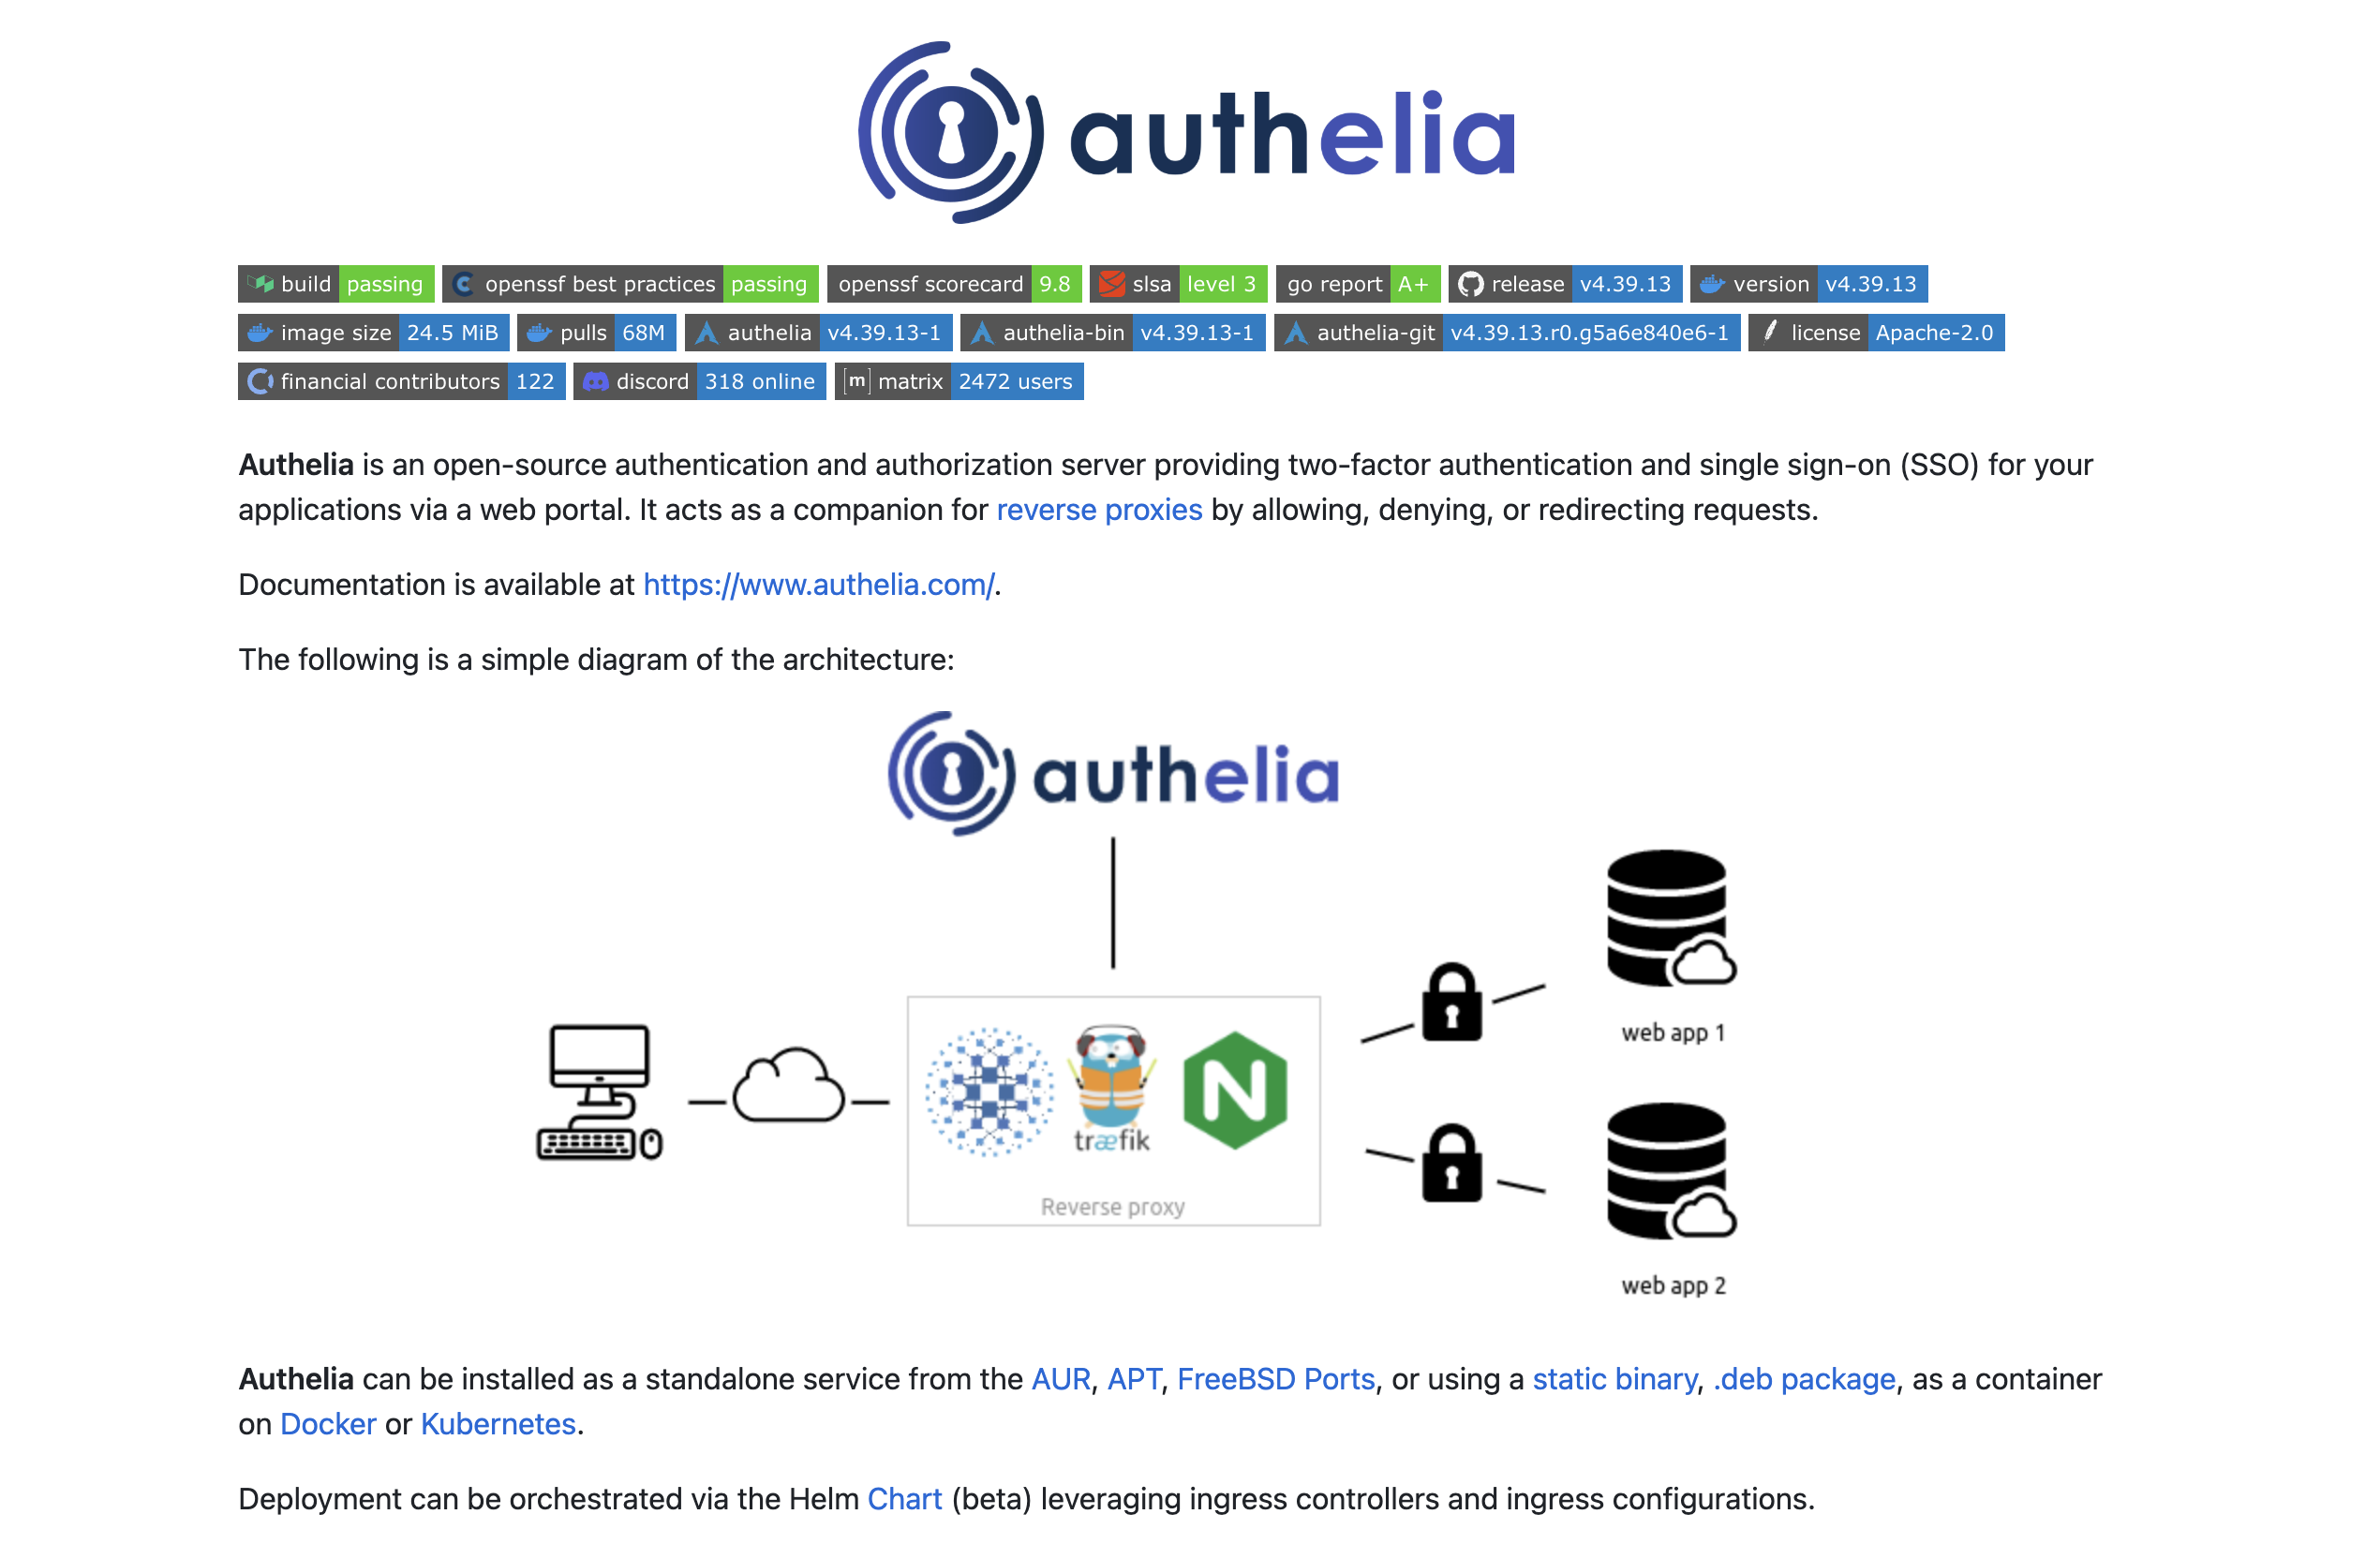 authelia
build passing openssf best practices passing openssf scorecard 9.8 slsa level 3 go report A+ release v4.39.13 version v4.39.13
image size 24.5 MiB pulls 68M authelia v4.39.13-1 authelia-bin v4.39.13-1 authelia-git v4.39.13.r0.g5a6e840e6-1 license Apache-2.0
financial contributors 122 discord 318 online [m] matrix 2472 users
Authelia is an open-source authentication and authorization server providing two-factor authentication and single sign-on (SSO) for your
applications via a web portal. It acts as a companion for reverse proxies by allowing, denying, or redirecting requests.
Documentation is available at https://www.authelia.com/.
The following is a simple diagram of the architecture:
authelia
web app 1
træfik N
Reverse proxy
web app 2
Authelia can be installed as a standalone service from the AUR, APT, FreeBSD Ports, or using a static binary, .deb package, as a container
on Docker or Kubernetes.
Deployment can be orchestrated via the Helm Chart (beta) leveraging ingress controllers and ingress configurations.